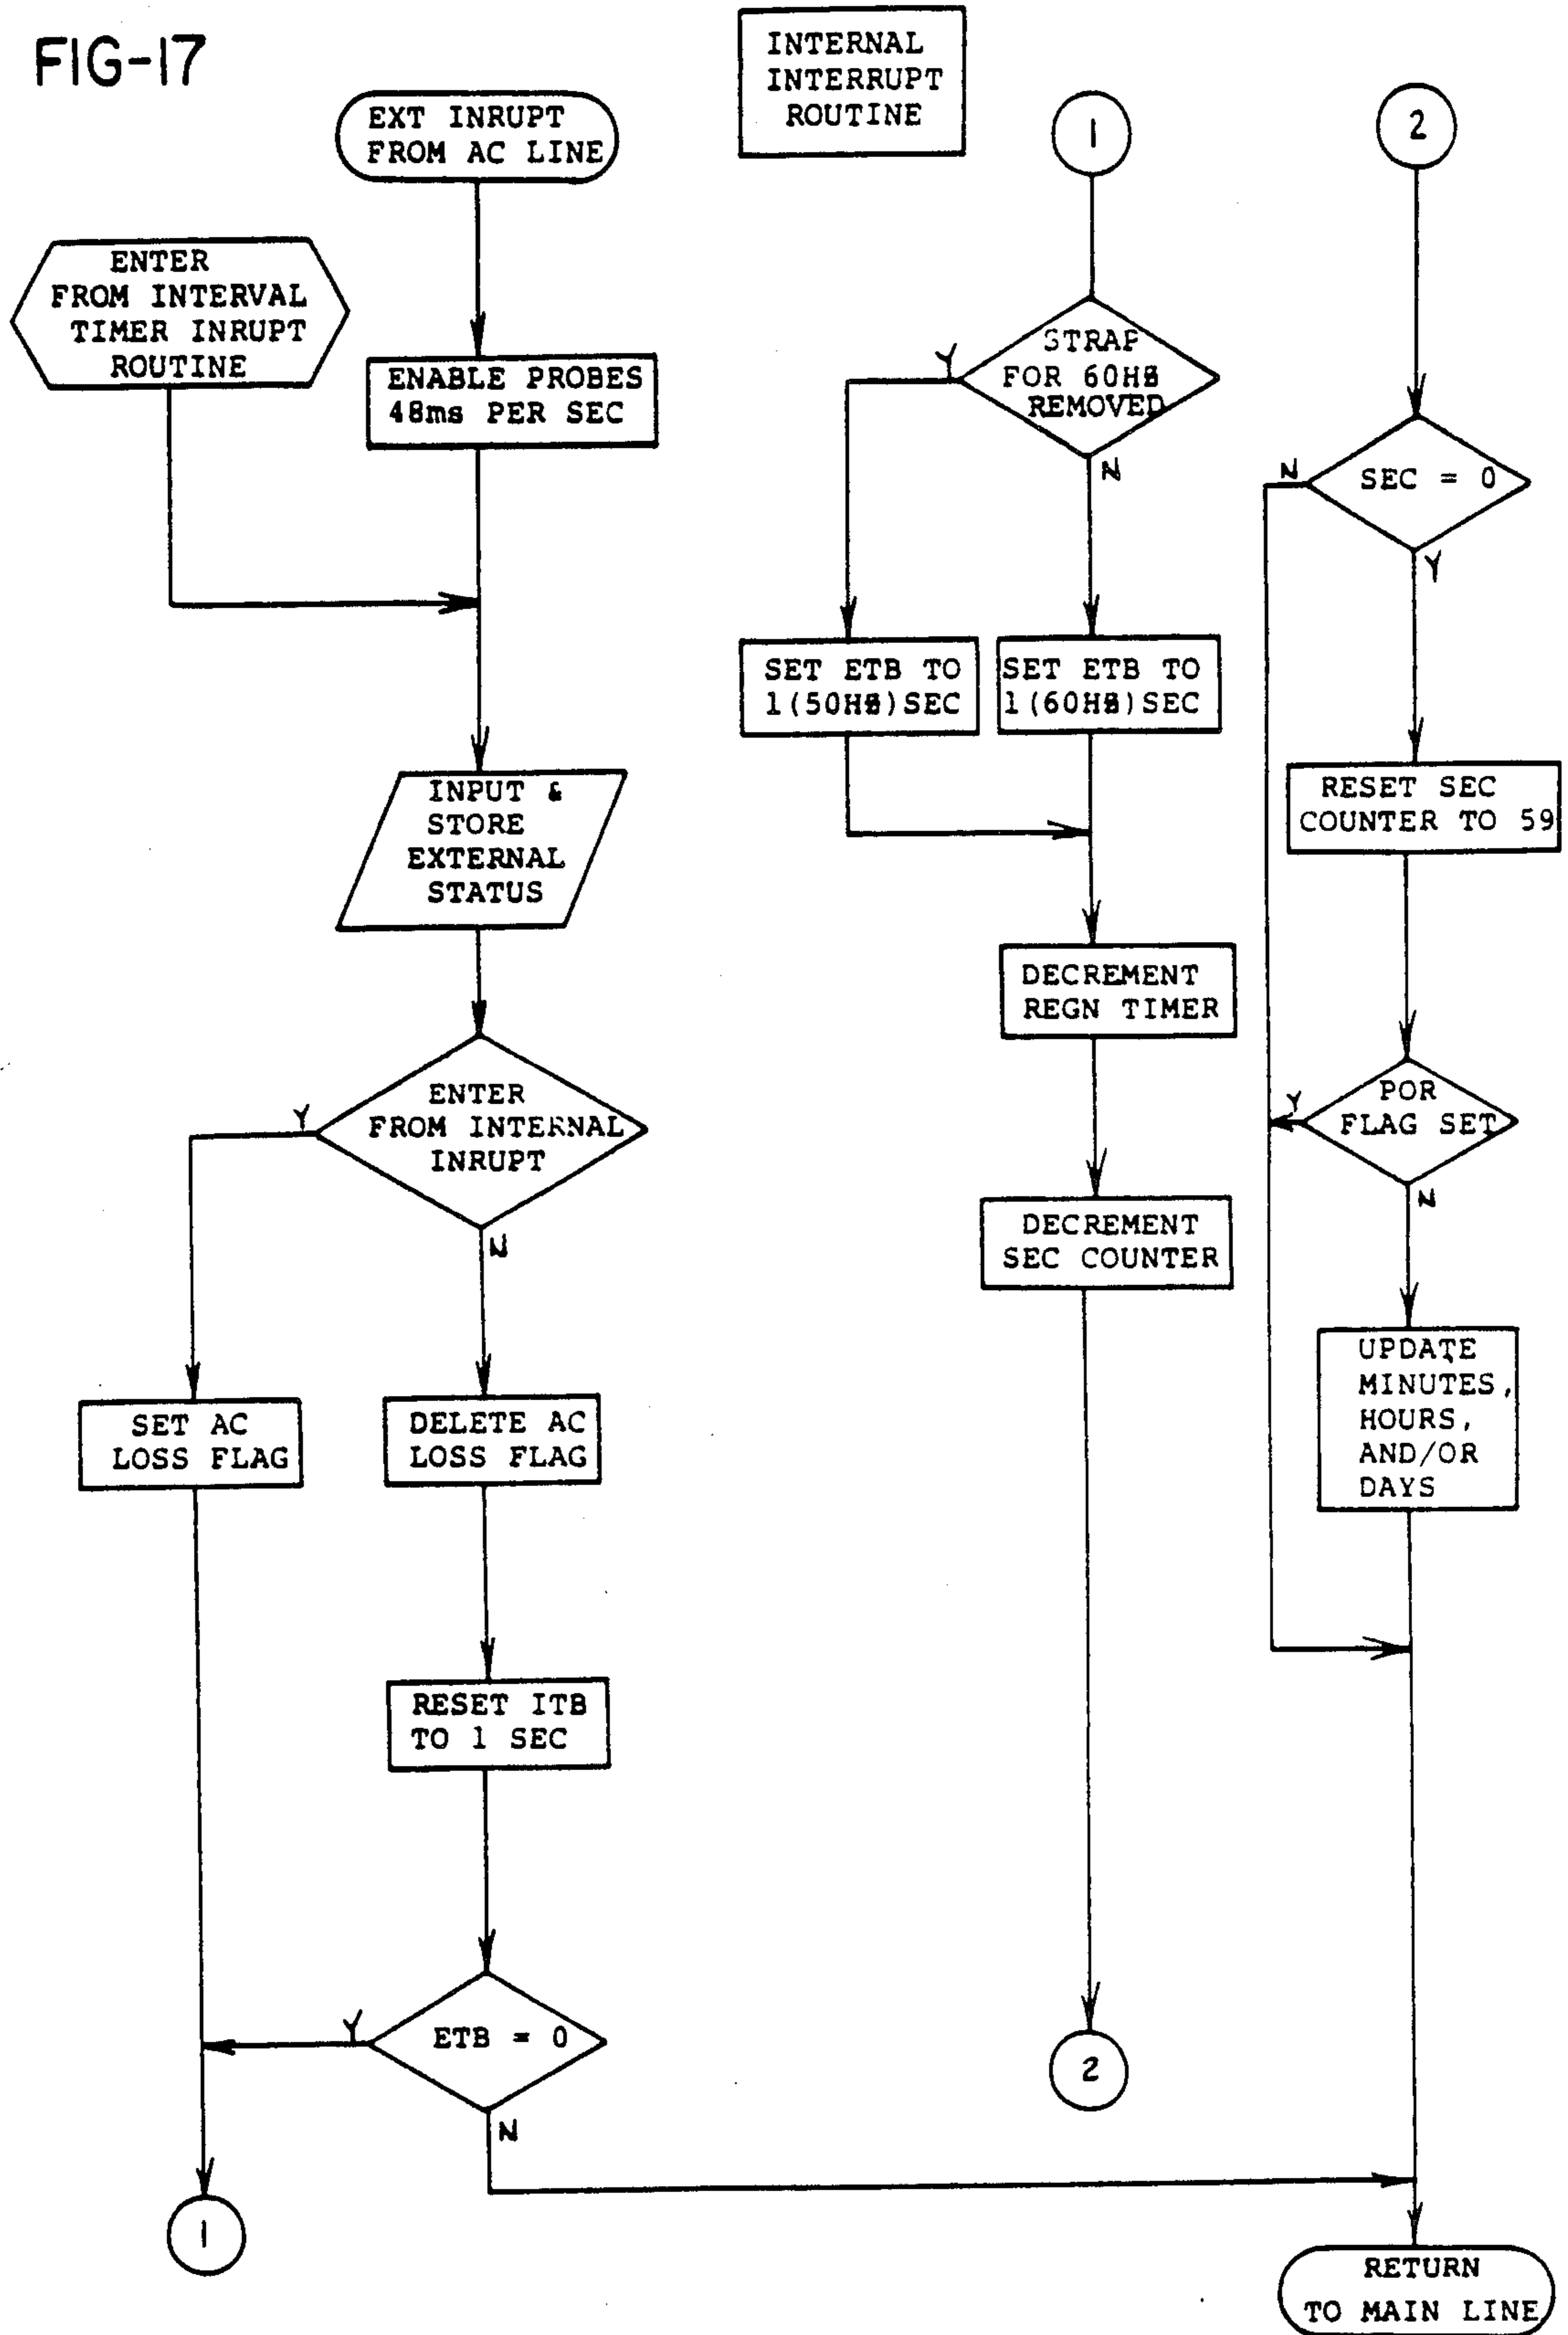 FIG-17
EXT INRUPT
FROM AC LINE
ENTER
FROM INTERVAL
TIMER INRUPT
ROUTINE
ENABLE PROBES
48ms PER SEC
INPUT &
STORE
EXTERNAL
STATUS
ENTER
FROM INTERNAL
INRUPT
Y
N
SET AC
LOSS FLAG
DELETE AC
LOSS FLAG
RESET ITB
TO 1 SEC
ETB = 0
Y
N
1
INTERNAL
INTERRUPT
ROUTINE
1
STRAP
FOR 60HZ
REMOVED
Y
N
SET ETB TO
1(50HZ)SEC
SET ETB TO
1(60HZ)SEC
DECREMENT
REGN TIMER
DECREMENT
SEC COUNTER
2
2
SEC = 0
N
Y
RESET SEC
COUNTER TO 59
POR
FLAG SET
Y
N
UPDATE
MINUTES,
HOURS,
AND/OR
DAYS
RETURN
TO MAIN LINE